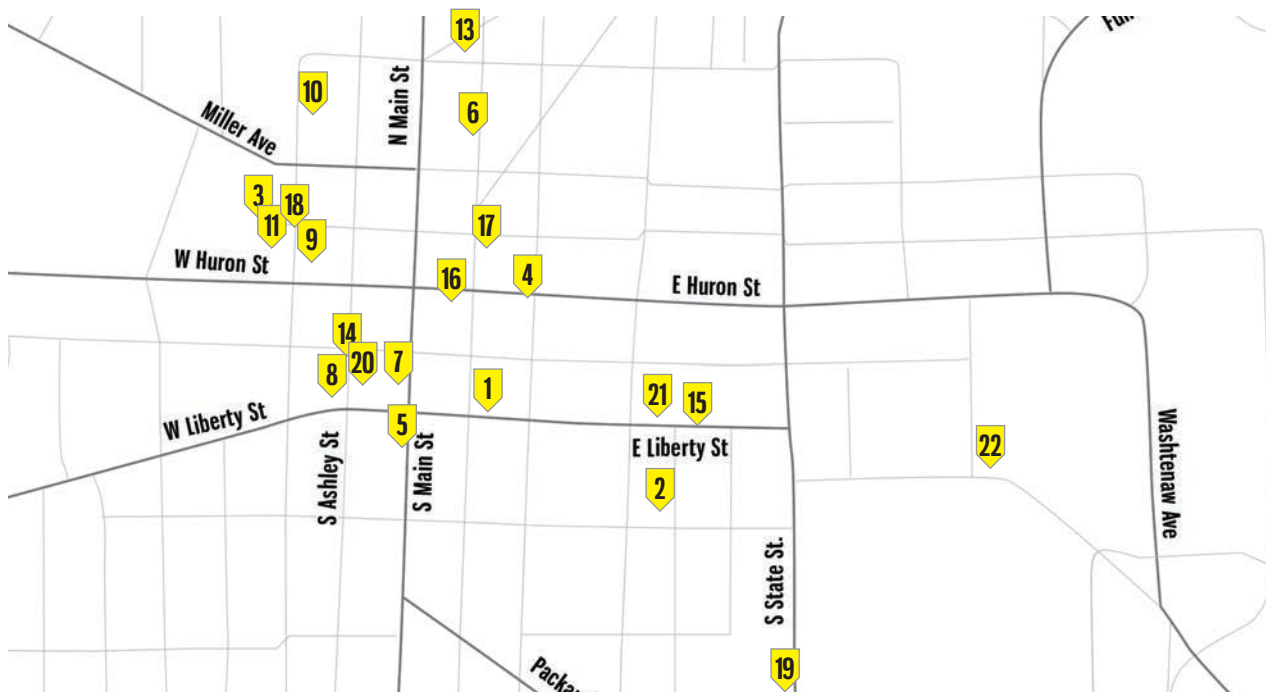 13
10
6
N Main St
Miller Ave
3
18
11
9
17
W Huron St
16
4
E Huron St
14
8
20
7
1
21
15
W Liberty St
5
E Liberty St
22
2
S Ashley St
S Main St
S State St.
Washtenaw Ave
19